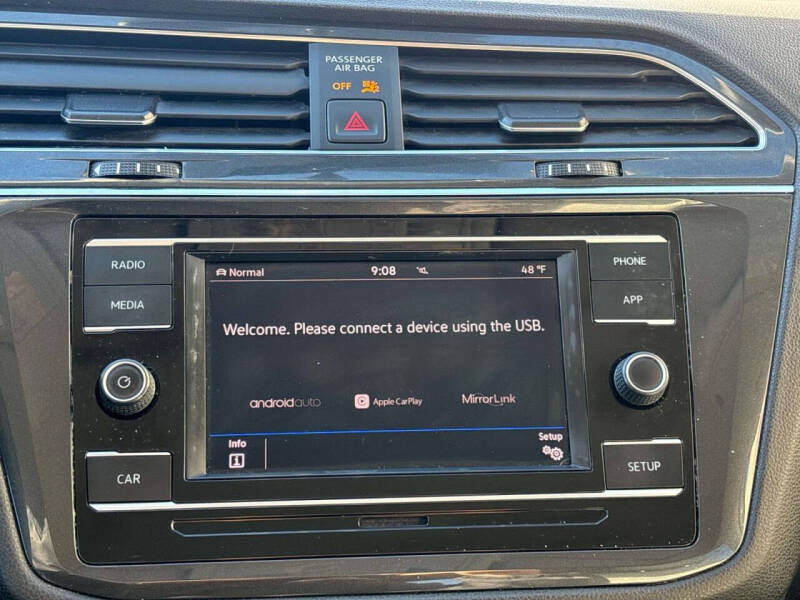 PASSENGER
AIR BAG
OFF
RADIO
MEDIA
Normal 9:08 48 °F
PHONE
APP
Welcome. Please connect a device using the USB.
androidauto Apple CarPlay MirrorLink
Info Setup
CAR
SETUP